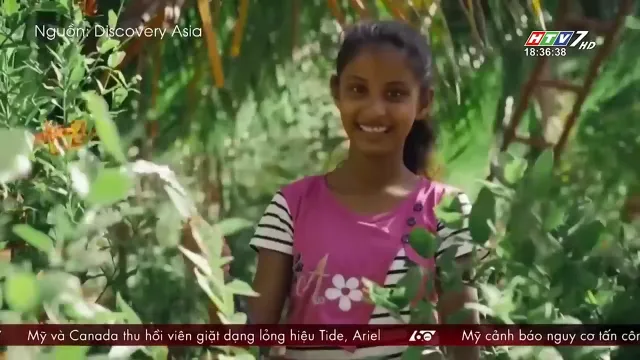 Nguồn: Discovery Asia
HTV7 HD
18:36:38
A
Mỹ và Canada thu hồi viên giặt dạng lỏng hiệu Tide, Ariel 60 Mỹ cảnh báo nguy cơ tấn côn